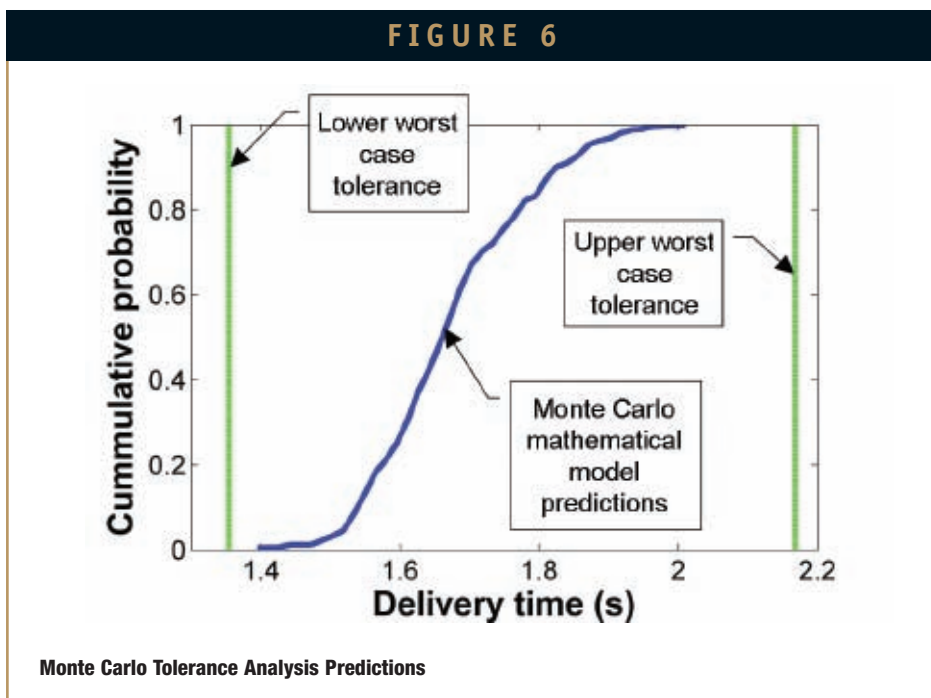 FIGURE 6
Lower worst
case
tolerance
Upper worst
case
tolerance
Monte Carlo
mathematical
model
predictions
Cummulative probability
1
0.8
0.6
0.4
0.2
0
1.4 1.6 1.8 2 2.2
Delivery time (s)
Monte Carlo Tolerance Analysis Predictions